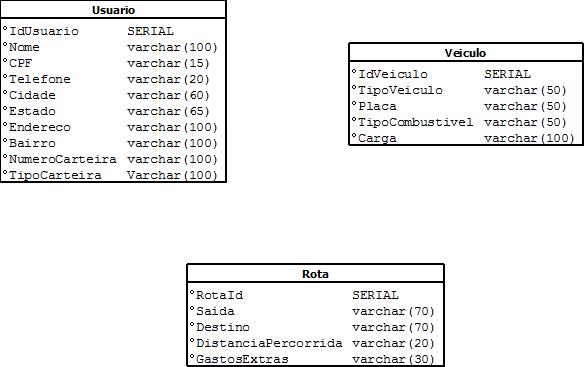 Usuario
IdUsuario SERIAL
Nome varchar(100)
CPF varchar(15)
Telefone varchar(20)
Cidade varchar(60)
Estado varchar(65)
Endereco varchar(100)
Bairro varchar(100)
NumeroCarteira varchar(100)
TipoCarteira Varchar(100)
Veiculo
IdVeiculo SERIAL
TipoVeiculo varchar(50)
Placa varchar(50)
TipoCombustivel varchar(50)
Carga varchar(100)
Rota
RotaId SERIAL
Saida varchar(70)
Destino varchar(70)
DistanciaPercorrida varchar(20)
GastosExtras varchar(30)